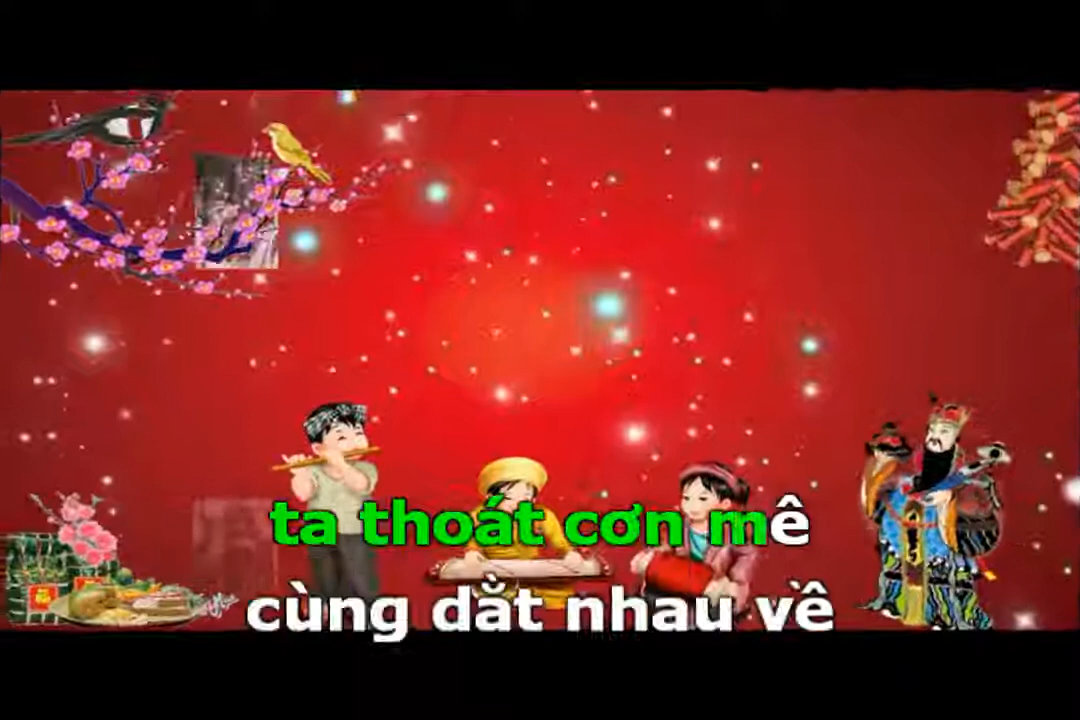 ta thoát cơn mê
cùng dắt nhau về